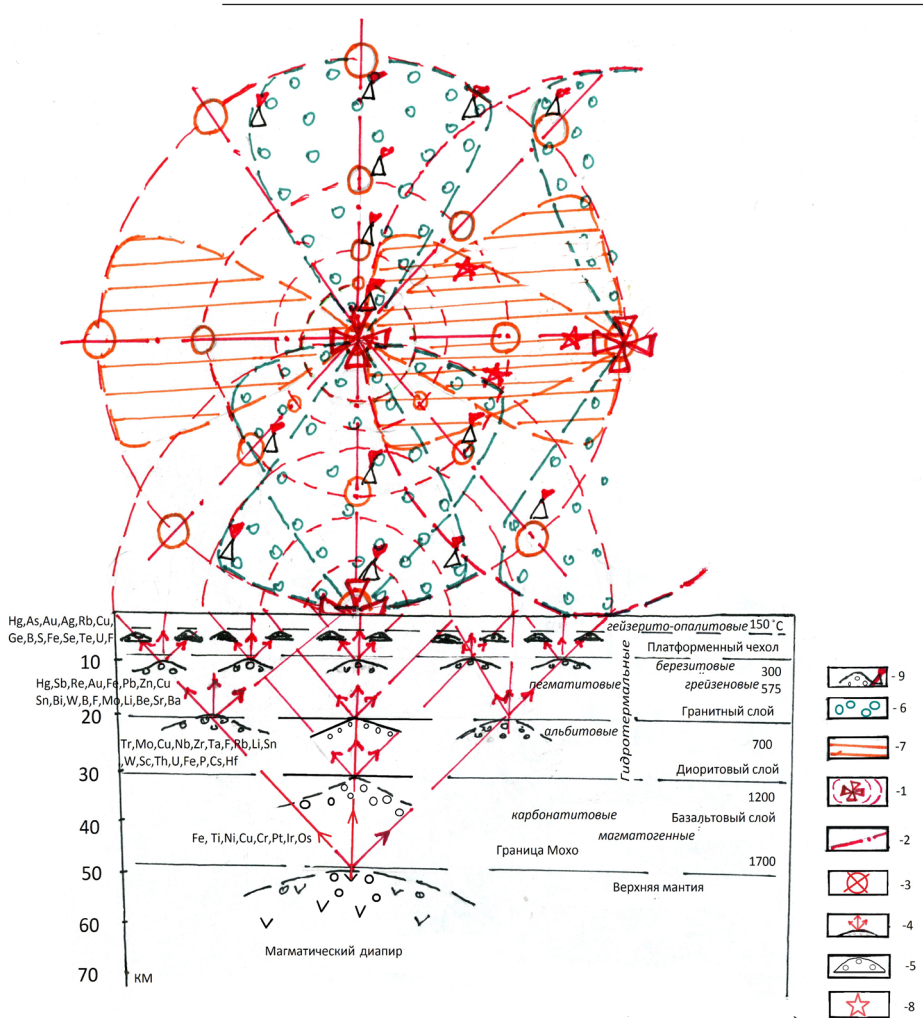 Hg,As,Au,Ag,Rb,Cu,
Ge,B,S,Fe,Se,Te,U,F
гейзерито-опалитовые 150°С
Платформенный чехол
10
березитовые
300
Hg,Sb,Re,Au,Fe,Pb,Zn,Cu
пегматитовые
грейзеновые 575
Sn,Bi,W,B,F,Mo,Li,Be,Sr,Ba
Гидротермальные
20
Гранитный слой
альбитовые
Tr,Mo,Cu,Nb,Zr,Ta,F,Rb,Li,Sn
,W,Sc,Th,U,Fe,P,Cs,Hf
700
30
Диоритовый слой
1200
40
карбонатитовые
Базальтовый слой
Fe, Ti,Ni,Cu,Cr,Pt,Ir,Os
магматогенные
Граница Мохо
1700
50
Верхняя мантия
60
Магматический диапир
70
км
-9
-6
-7
-1
-2
-3
-4
-5
-8